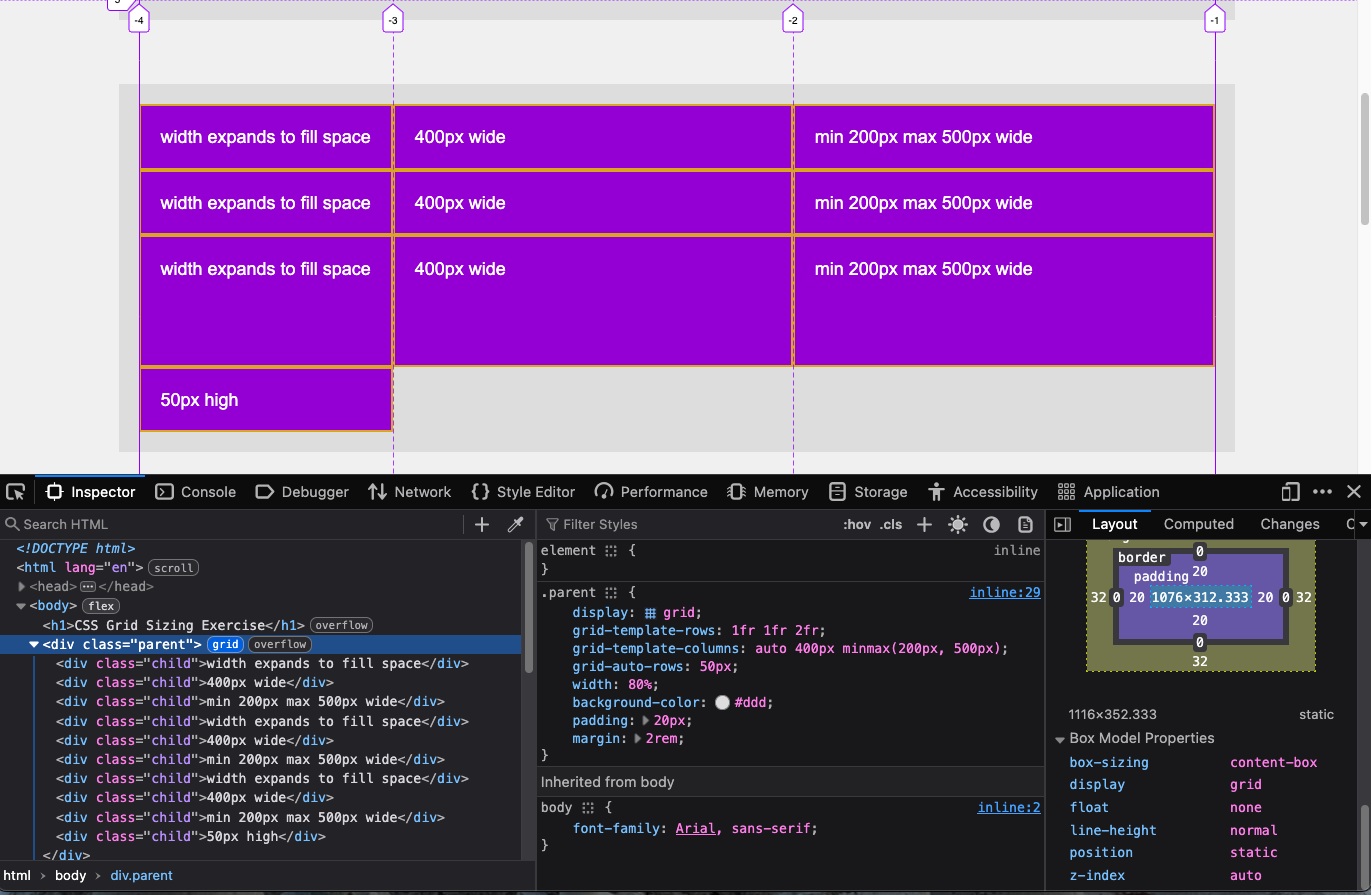 -4 -3 -2 -1
width expands to fill space 400px wide min 200px max 500px wide
width expands to fill space 400px wide min 200px max 500px wide
width expands to fill space 400px wide min 200px max 500px wide
50px high
Inspector Console Debugger Network Style Editor Performance Memory Storage Accessibility Application
Search HTML
<!DOCTYPE html>
<html lang="en"> scroll
<head> ••• </head>
<body> flex
<h1>CSS Grid Sizing Exercise</h1> overflow
<div class="parent"> grid overflow
<div class="child">width expands to fill space</div>
<div class="child">400px wide</div>
<div class="child">min 200px max 500px wide</div>
<div class="child">width expands to fill space</div>
<div class="child">400px wide</div>
<div class="child">min 200px max 500px wide</div>
<div class="child">width expands to fill space</div>
<div class="child">400px wide</div>
<div class="child">min 200px max 500px wide</div>
<div class="child">50px high</div>
</div>
html > body > div.parent
Filter Styles :hov .cls
element { inline
}
.parent { inline:29
display: grid;
grid-template-rows: 1fr 1fr 2fr;
grid-template-columns: auto 400px minmax(200px, 500px);
grid-auto-rows: 50px;
width: 80%;
background-color: #ddd;
padding: 20px;
margin: 2rem;
}
Inherited from body
body { inline:2
font-family: Arial, sans-serif;
}
Layout Computed Changes
border 0
padding 20
32 0 20 1076×312.333 20 0 32
20
0
32
1116×352.333 static
Box Model Properties
box-sizing content-box
display grid
float none
line-height normal
position static
z-index auto